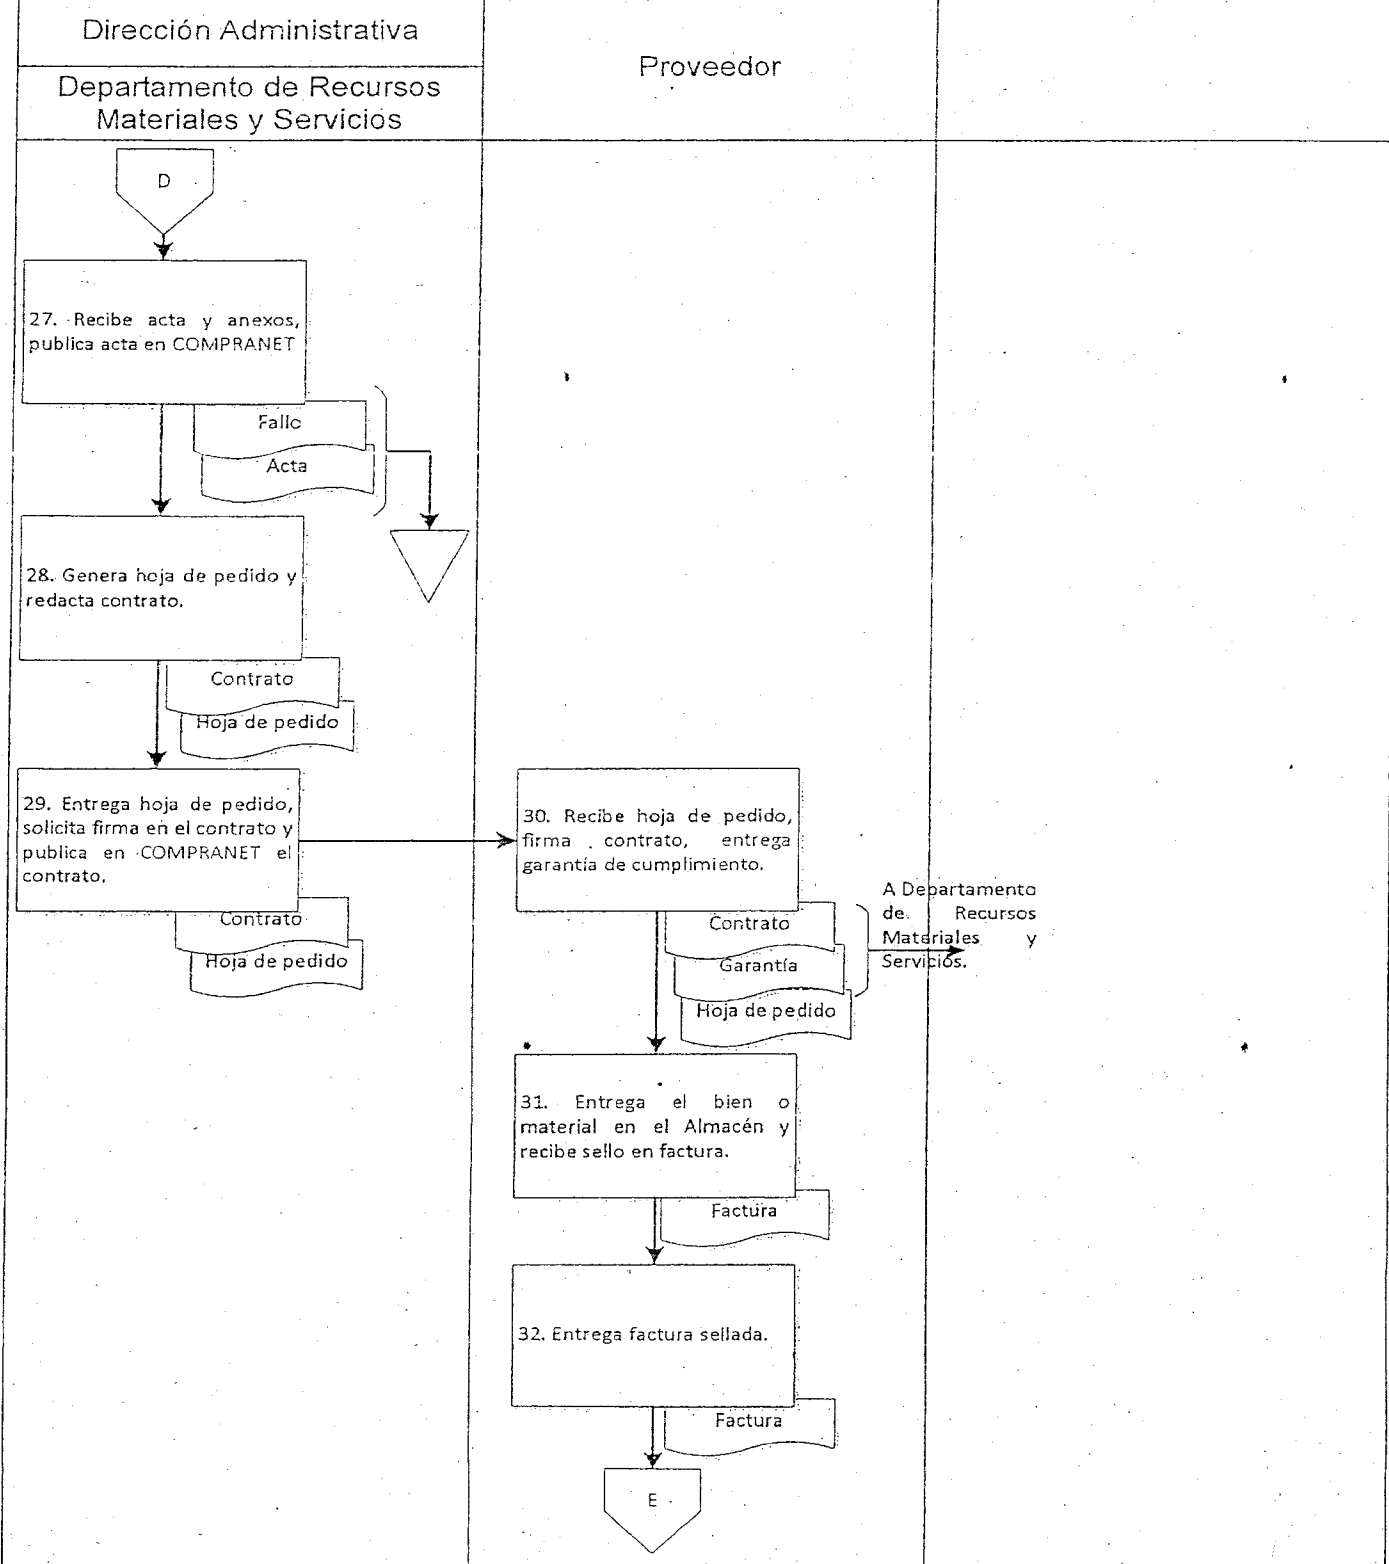 Dirección Administrativa
Departamento de Recursos
Materiales y Servicios
Proveedor
D
27. Recibe acta y anexos,
publica acta en COMPRANET
Fallo
Acta
28. Genera hoja de pedido y
redacta contrato.
Contrato
Hoja de pedido
29. Entrega hoja de pedido,
solicita firma en el contrato y
publica en COMPRANET el
contrato.
Contrato
Hoja de pedido
30. Recibe hoja de pedido,
firma contrato, entrega
garantía de cumplimiento.
Contrato
Garantía
Hoja de pedido
A Departamento
de Recursos
Materiales y
Servicios.
31. Entrega el bien o
material en el Almacén y
recibe sello en factura.
Factura
32. Entrega factura sellada.
Factura
E